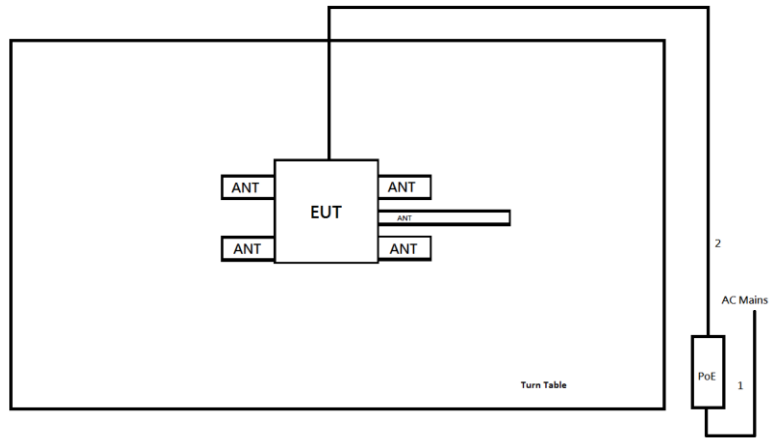 ANT
ANT
EUT
ANT
ANT
ANT
2
AC Mains
PoE
1
Turn Table